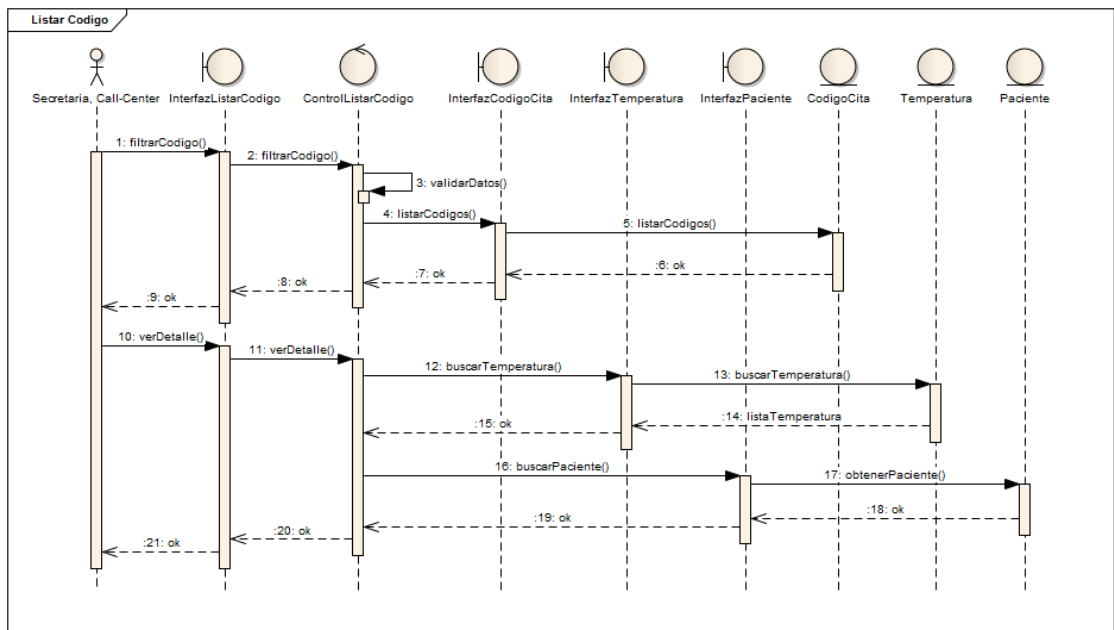 Listar Codigo
Secretaria, Call-Center
InterfazListarCodigo
ControlListarCodigo
InterfazCodigoCita
InterfazTemperatura
InterfazPaciente
CodigoCita
Temperatura
Paciente
1: filtrarCodigo()
2: filtrarCodigo()
3: validarDatos()
4: listarCodigos()
5: listarCodigos()
:6: ok
:7: ok
:8: ok
:9: ok
10: verDetalle()
11: verDetalle()
12: buscarTemperatura()
13: buscarTemperatura()
:14: listaTemperatura
:15: ok
16: buscarPaciente()
17: obtenerPaciente()
:18: ok
:19: ok
:20: ok
:21: ok